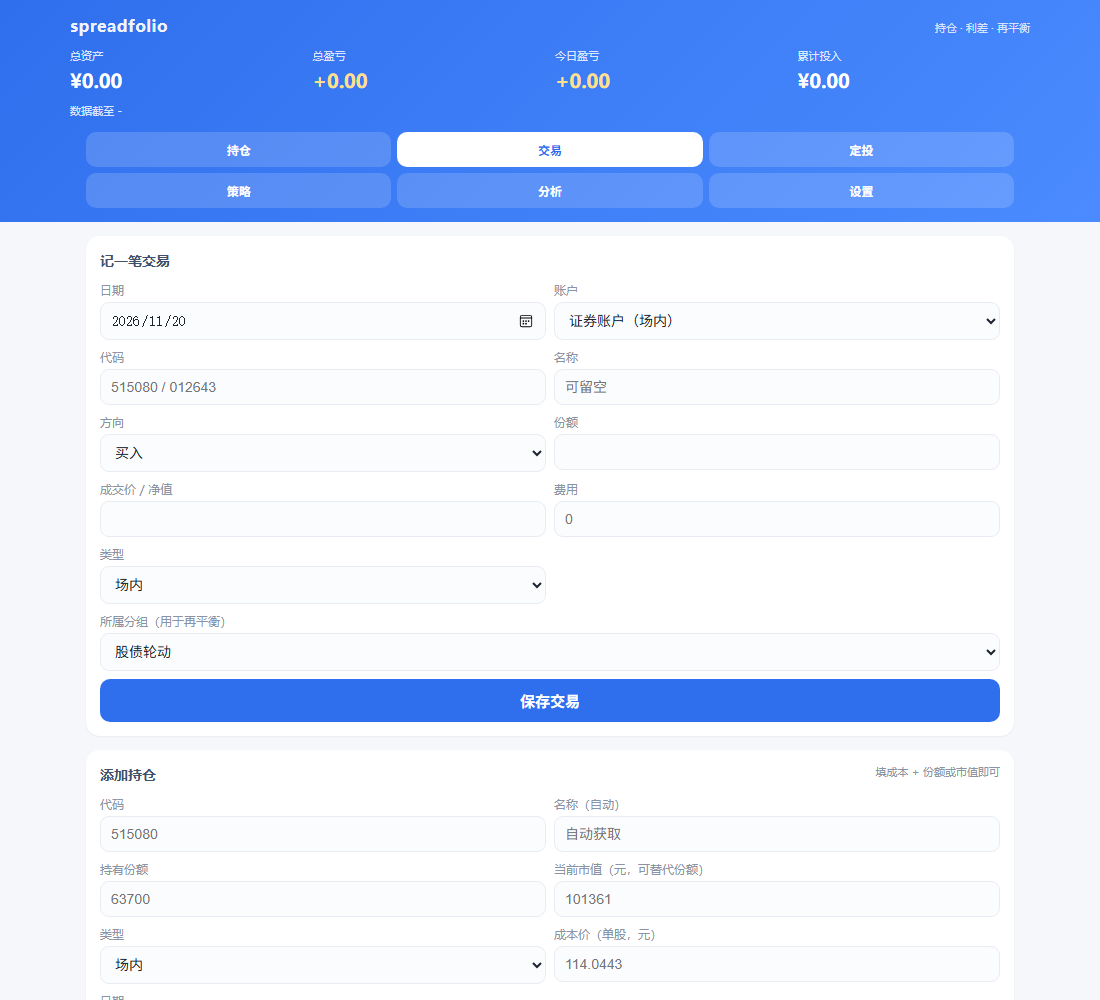 spreadfolio
持仓 · 利差 · 再平衡
总资产 总盈亏 今日盈亏 累计投入
¥0.00 +0.00 +0.00 ¥0.00
数据截至 -
持仓 交易 定投
策略 分析 设置
记一笔交易
日期 账户
2026/11/20 证券账户（场内）
代码 名称
515080 / 012643 可留空
方向 份额
买入
成交价 / 净值 费用
0
类型
场内
所属分组（用于再平衡）
股债轮动
保存交易
添加持仓 填成本 + 份额或市值即可
代码 名称（自动）
515080 自动获取
持有份额 当前市值（元，可替代份额）
63700 101361
类型 成本价（单股，元）
场内 114.0443
日期